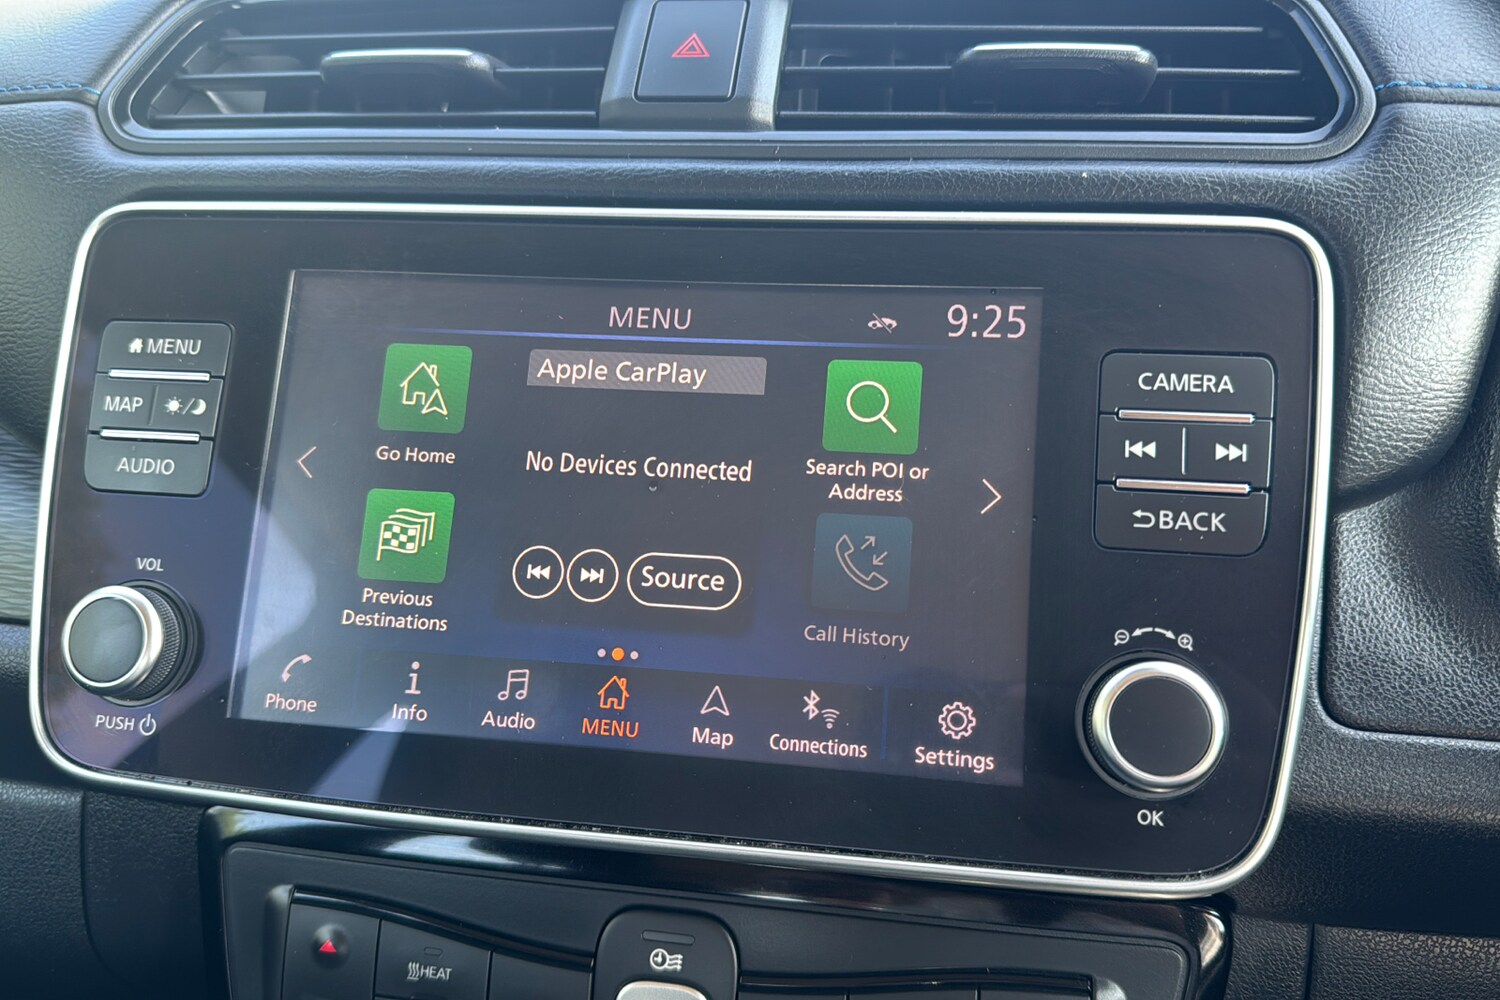 MENU
9:25
MENU
MAP
AUDIO
VOL
PUSH
Go Home
Previous
Destinations
Apple CarPlay
No Devices Connected
Source
Search POI or
Address
Call History
Phone
Info
Audio
MENU
Map
Connections
Settings
CAMERA
BACK
OK
HEAT